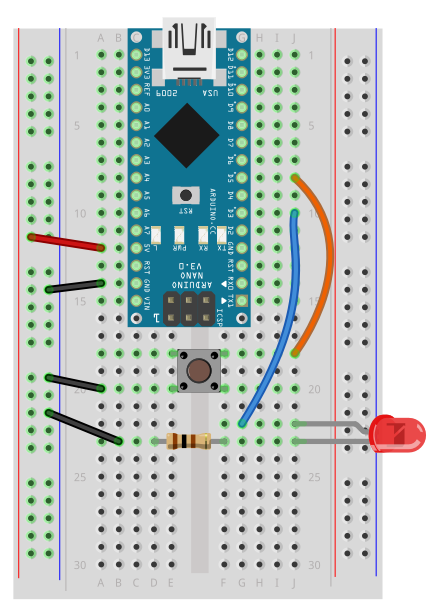 A B H I J
1 1
D13 D12
3V3 D11
USA 2009
REF D10
A0 D9
5 A1 D8 5
A2 D7
A3 D6
A4 D5
A5 D4
RST
ARDUINO.CC
10 A6 D3 10
A7 D2
L PWR RX TX
5V GND
RST RST
ARDUINO
NANO
V3.0
GND RX0
15 VIN TX1 15
1 ICSP
20 20
25 25
30 30
A B C D E F G H I J